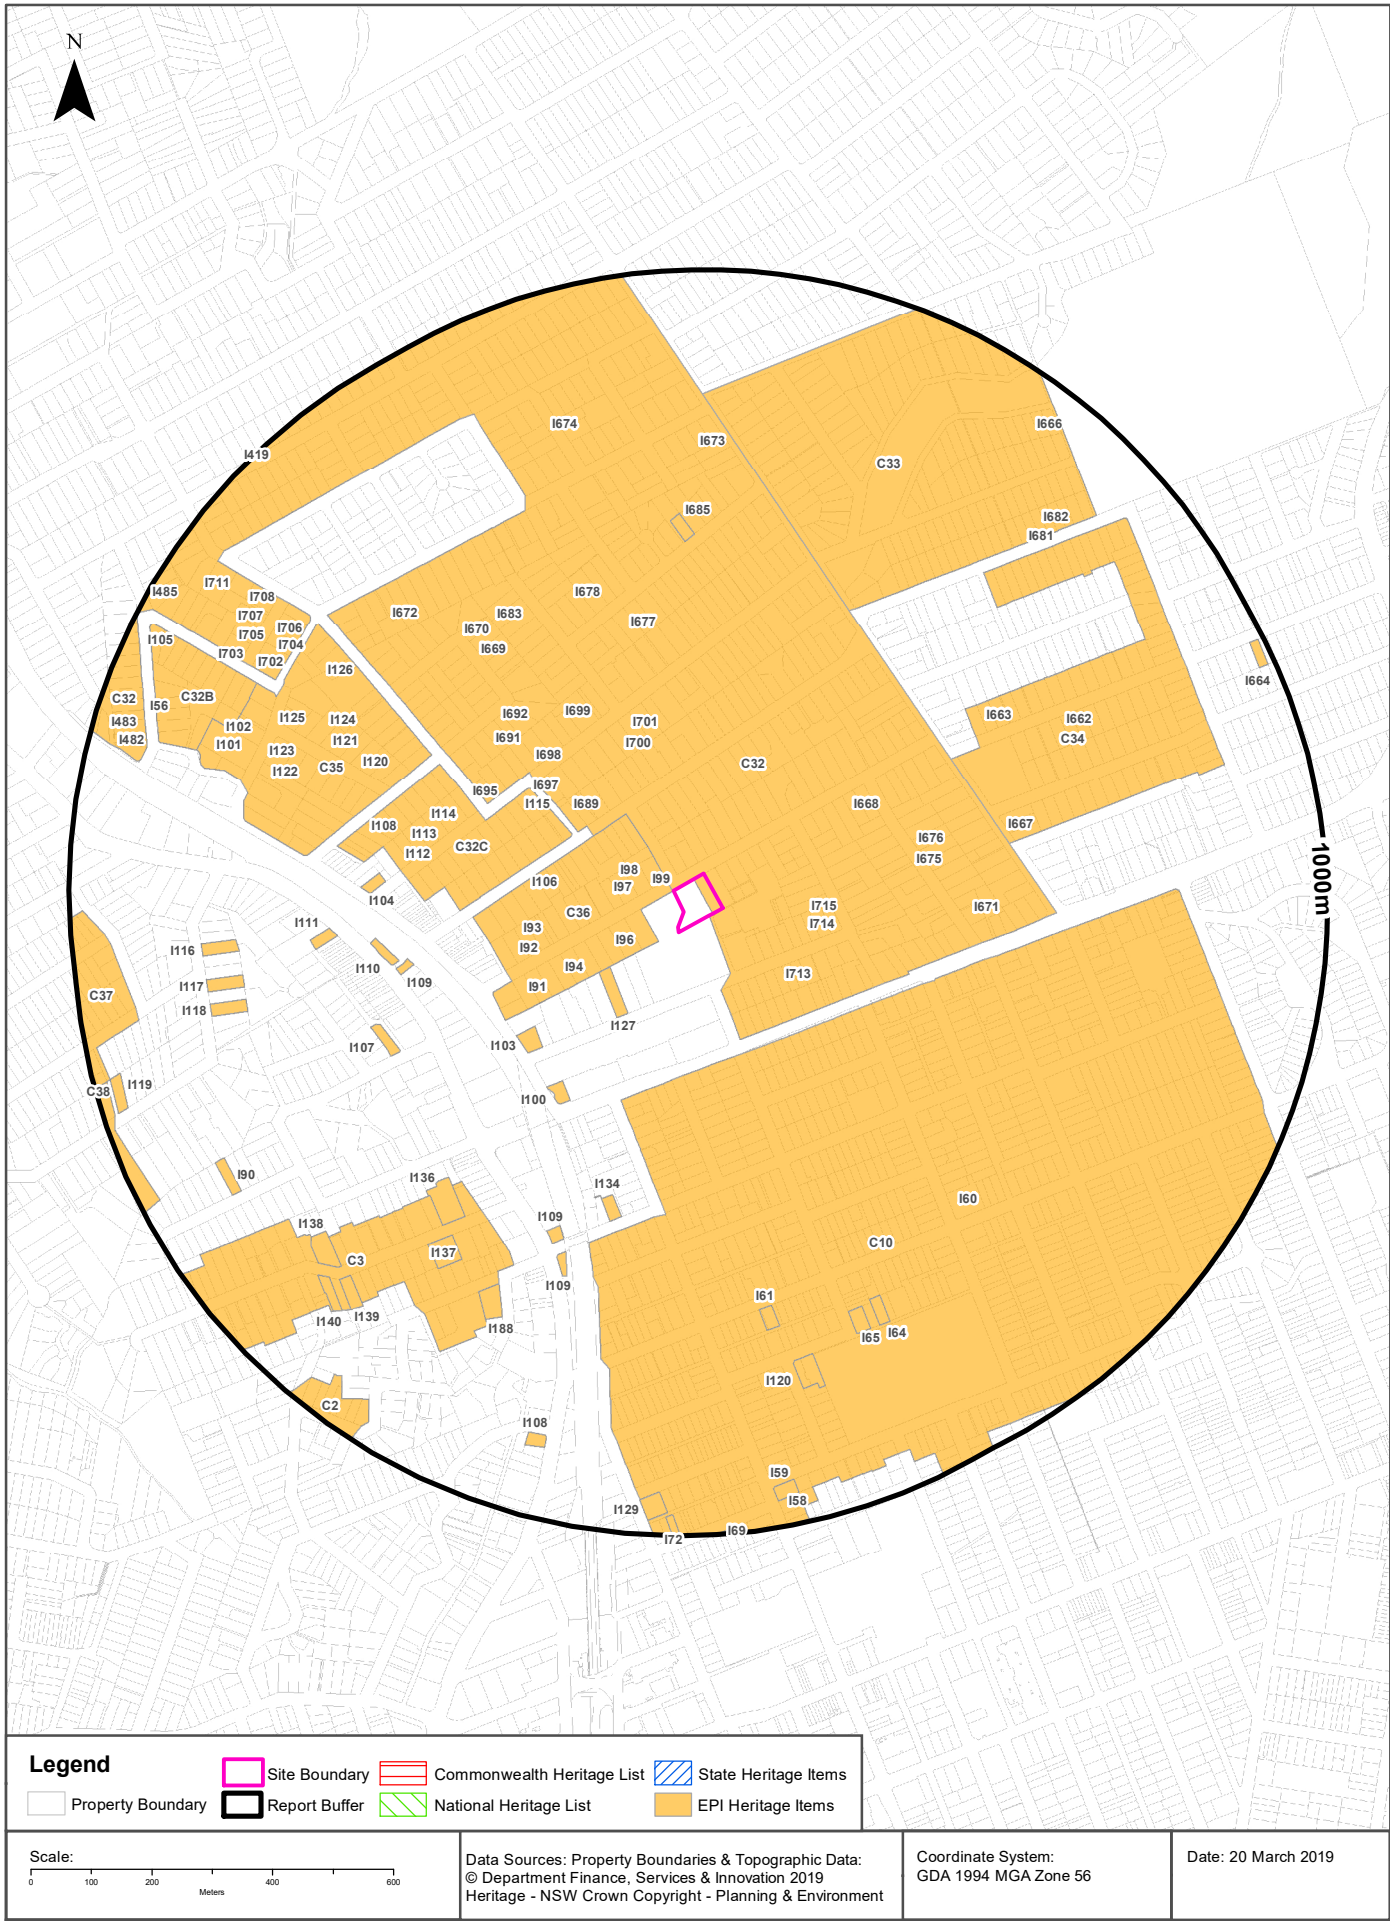 N
I674
I673
I666
I419
C33
I685
I682
I681
I485
I711
I708
I707
I705
I706
I704
I703
I702
I105
I672
I683
I670
I669
I678
I677
I126
I664
C32
I483
I482
I56
C32B
I102
I101
I125
I124
I123
I121
I122
C35
I120
I692
I691
I699
I698
I701
I700
C32
I663
I662
C34
I695
I697
I115
I689
I668
I667
I676
I675
I108
I114
I113
I112
C32C
1000m
I104
I106
I98
I97
I99
C36
I93
I92
I96
I94
I91
I715
I714
I671
I713
I111
I116
I110
I109
I117
I118
C37
I107
I103
I127
I100
C38
I119
I90
I136
I134
I138
C3
I137
I109
I109
I60
C10
I140
I139
I188
I61
I65
I64
I120
C2
I108
I59
I58
I129
I72
I69
Legend
Property Boundary
Site Boundary
Report Buffer
Commonwealth Heritage List
National Heritage List
State Heritage Items
EPI Heritage Items
Scale:
0 100 200 400 600
Meters
Data Sources: Property Boundaries & Topographic Data:
© Department Finance, Services & Innovation 2019
Heritage - NSW Crown Copyright - Planning & Environment
Coordinate System:
GDA 1994 MGA Zone 56
Date: 20 March 2019